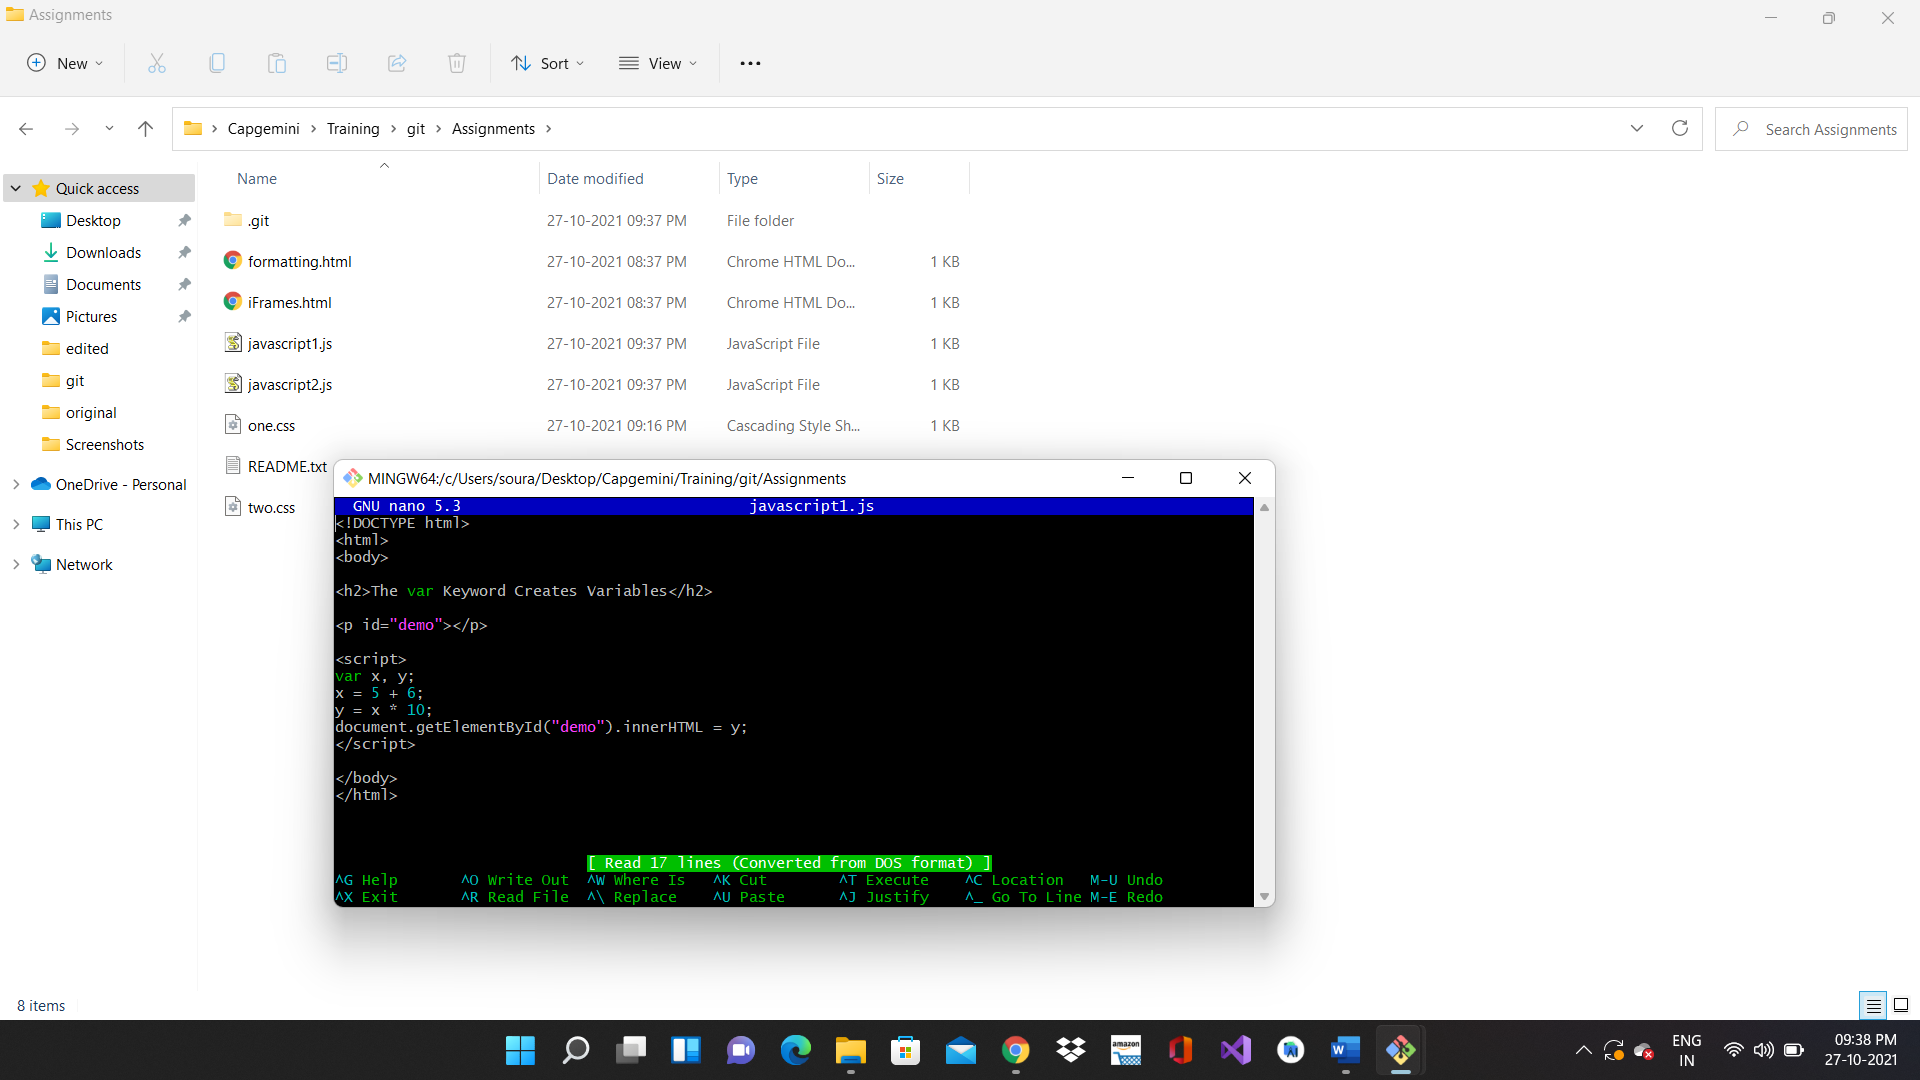 Assignments
New
Sort
View
Capgemini > Training > git > Assignments >
Search Assignments
Name Date modified Type Size
Quick access
Desktop
Downloads
Documents
Pictures
edited
git
original
Screenshots
OneDrive - Personal
This PC
Network
.git 27-10-2021 09:37 PM File folder
formatting.html 27-10-2021 08:37 PM Chrome HTML Do... 1 KB
iFrames.html 27-10-2021 08:37 PM Chrome HTML Do... 1 KB
javascript1.js 27-10-2021 09:37 PM JavaScript File 1 KB
javascript2.js 27-10-2021 09:37 PM JavaScript File 1 KB
one.css 27-10-2021 09:16 PM Cascading Style Sh... 1 KB
README.txt
two.css
MINGW64:/c/Users/soura/Desktop/Capgemini/Training/git/Assignments
GNU nano 5.3 javascript1.js
<!DOCTYPE html>
<html>
<body>
<h2>The var Keyword Creates Variables</h2>
<p id="demo"></p>
<script>
var x, y;
x = 5 + 6;
y = x * 10;
document.getElementById("demo").innerHTML = y;
</script>
</body>
</html>
[ Read 17 lines (Converted from DOS format) ]
^G Help ^O Write Out ^W Where Is ^K Cut ^T Execute ^C Location M-U Undo
^X Exit ^R Read File ^\ Replace ^U Paste ^J Justify ^_ Go To Line M-E Redo
8 items
amazon
W
ENG
IN
09:38 PM
27-10-2021